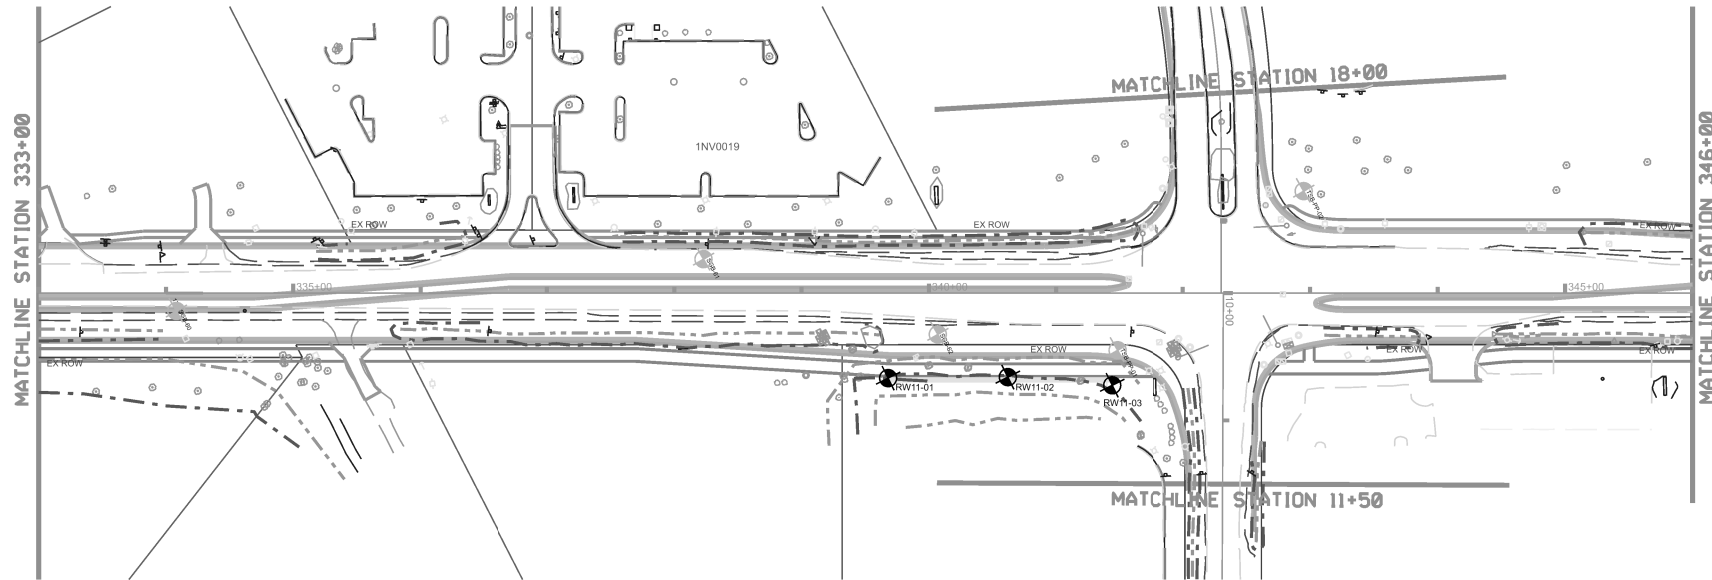 MATCHLINE STATION 18+00
MATCHLINE STATION 333+00
MATCHLINE STATION 346+00
1NV0019
EX ROW
EX ROW
EX ROW
335+00
340+00
345+00
10+00
EX ROW
EX ROW
EX ROW
EX ROW
RW11-01
RW11-02
RW11-03
MATCHLINE STATION 11+50